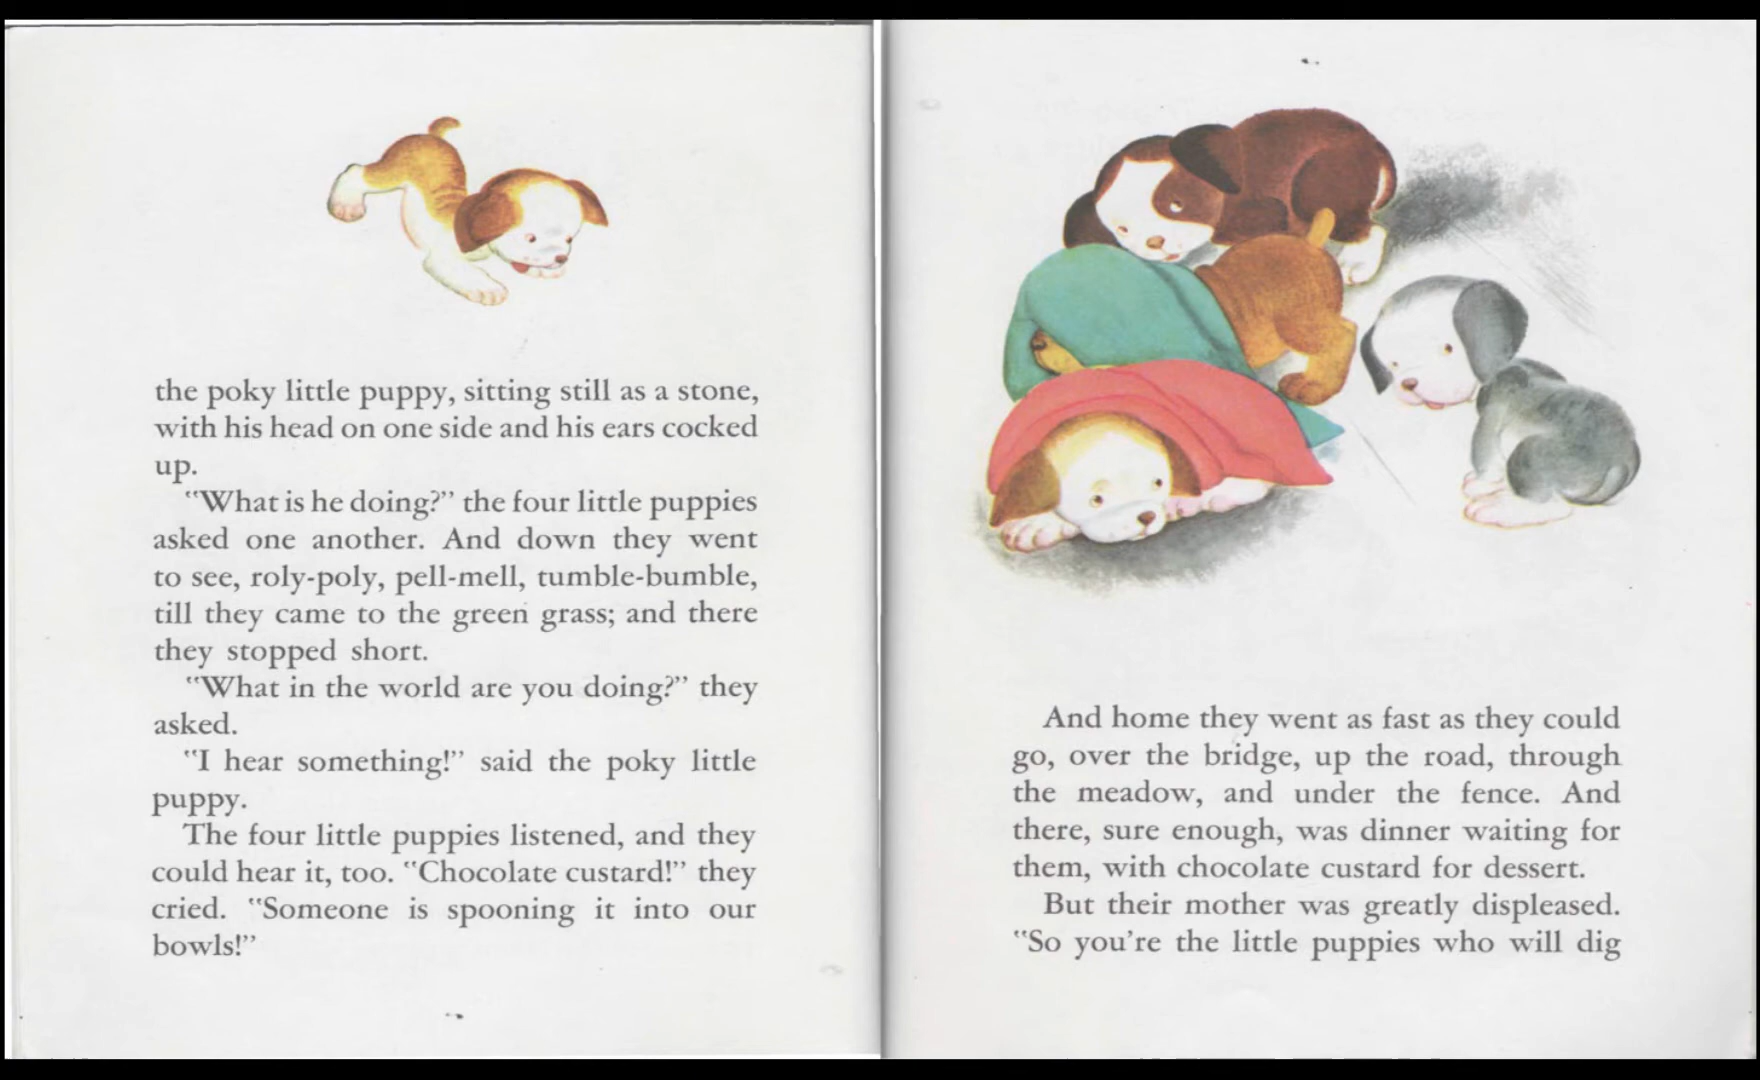 the poky little puppy, sitting still as a stone,
with his head on one side and his ears cocked
up.
"What is he doing?" the four little puppies
asked one another. And down they went
to see, roly-poly, pell-mell, tumble-bumble,
till they came to the green grass; and there
they stopped short.
"What in the world are you doing?" they
asked.
"I hear something!" said the poky little
puppy.
The four little puppies listened, and they
could hear it, too. "Chocolate custard!" they
cried. "Someone is spooning it into our
bowls!"
And home they went as fast as they could
go, over the bridge, up the road, through
the meadow, and under the fence. And
there, sure enough, was dinner waiting for
them, with chocolate custard for dessert.
But their mother was greatly displeased.
"So you're the little puppies who will dig